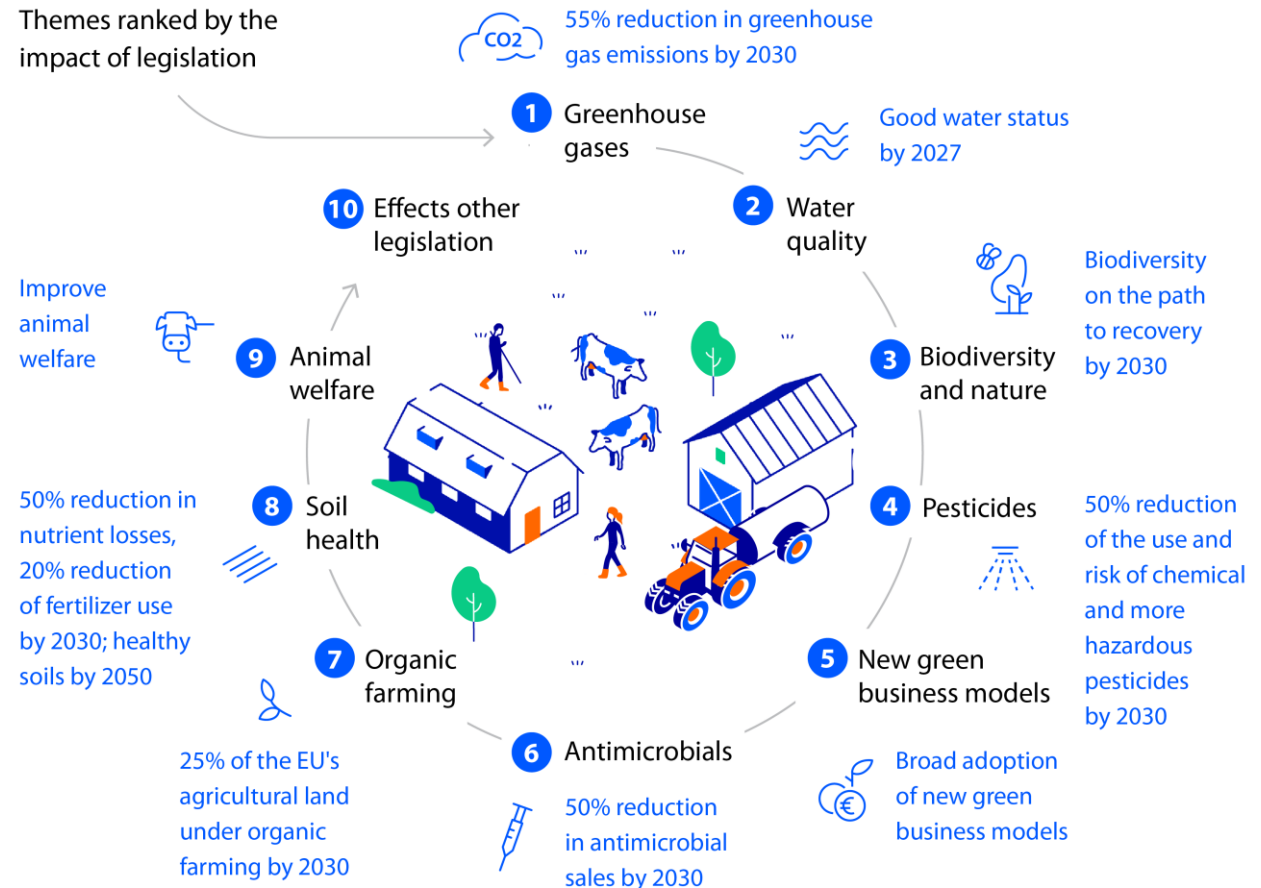 Themes ranked by the
impact of legislation
CO2
55% reduction in greenhouse
gas emissions by 2030
1
Greenhouse
gases
Good water status
by 2027
2
Water
quality
Biodiversity
on the path
to recovery
by 2030
3
Biodiversity
and nature
4
Pesticides
50% reduction
of the use and
risk of chemical
and more
hazardous
pesticides
by 2030
5
New green
business models
€
Broad adoption
of new green
business models
6
Antimicrobials
50% reduction
in antimicrobial
sales by 2030
7
Organic
farming
25% of the EU's
agricultural land
under organic
farming by 2030
8
Soil
health
50% reduction in
nutrient losses,
20% reduction
of fertilizer use
by 2030; healthy
soils by 2050
9
Animal
welfare
Improve
animal
welfare
10
Effects other
legislation